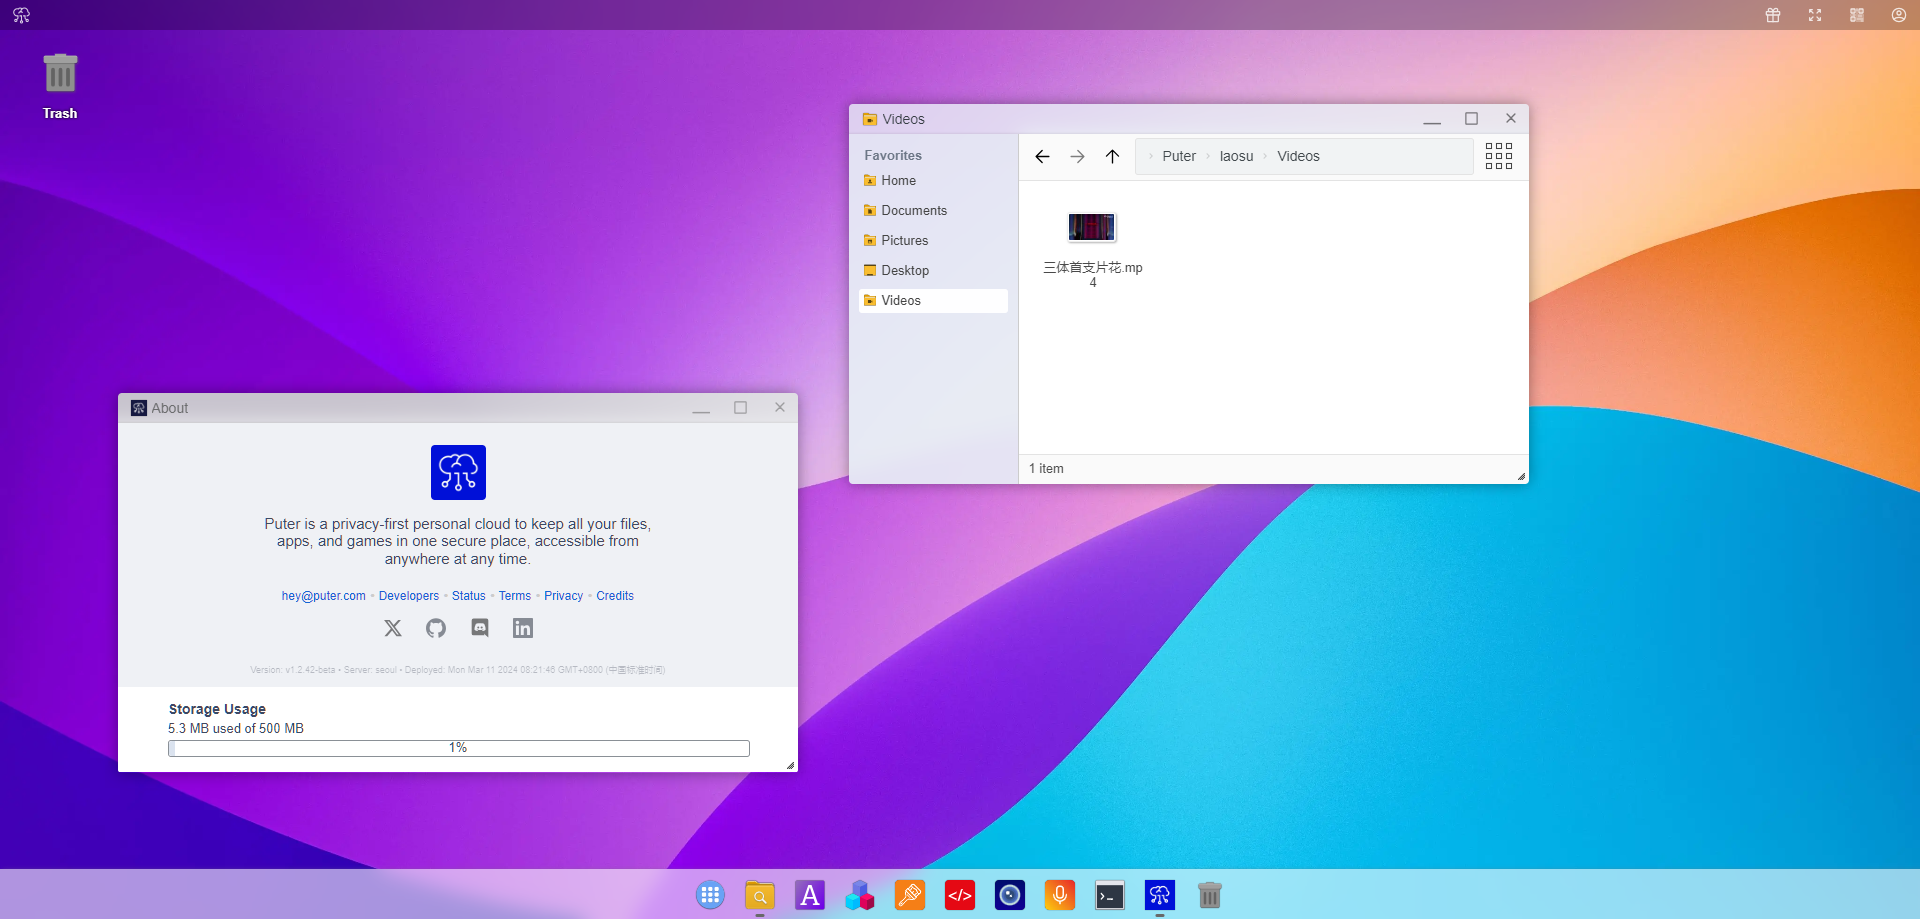 Trash
Videos
Favorites
Home
Documents
Pictures
Desktop
Videos
Puter
laosu
Videos
三体首支片花.mp
4
1 item
About
Puter is a privacy-first personal cloud to keep all your files,
apps, and games in one secure place, accessible from
anywhere at any time.
hey@puter.com • Developers • Status • Terms • Privacy • Credits
Version: v1.2.42-beta • Server: seoul • Deployed: Mon Mar 11 2024 08:21:46 GMT+0800 (中国标准时间)
Storage Usage
5.3 MB used of 500 MB
1%